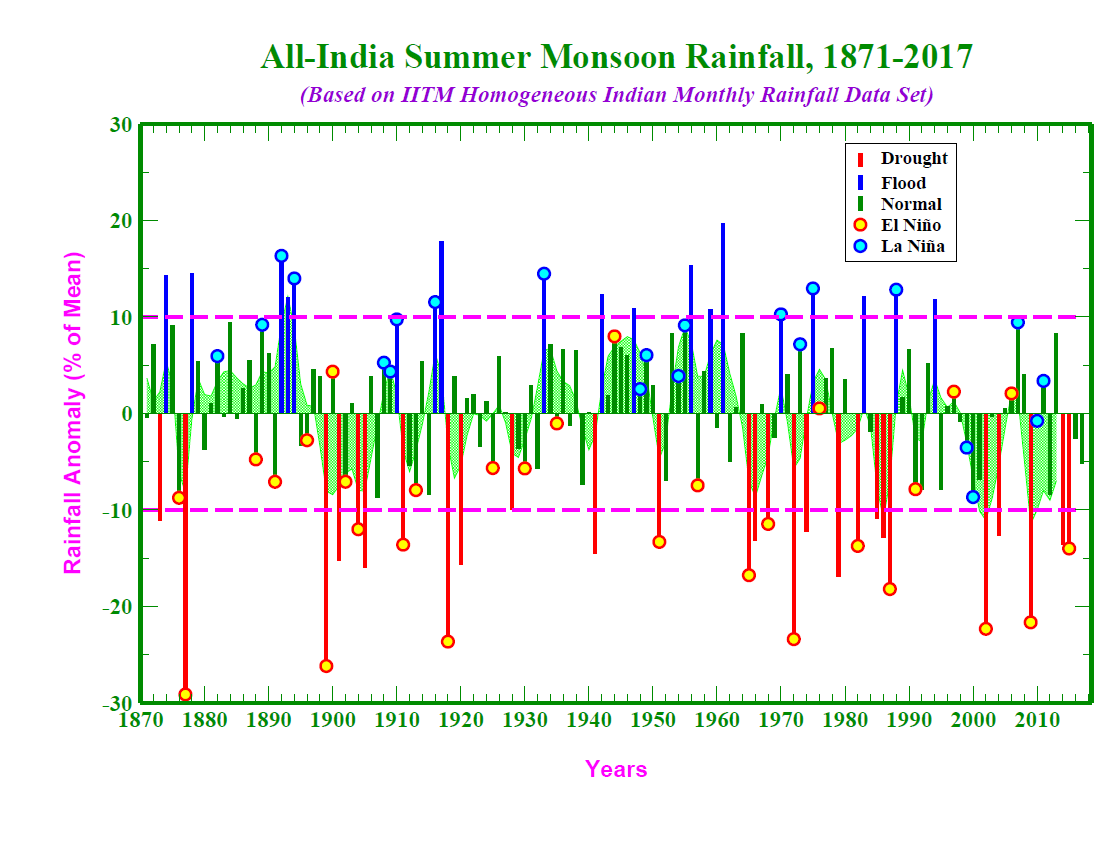 All-India Summer Monsoon Rainfall, 1871-2017
(Based on IITM Homogeneous Indian Monthly Rainfall Data Set)
Rainfall Anomaly (% of Mean)
30
20
10
0
-10
-20
-30
Drought
Flood
Normal
El Niño
La Niña
1870 1880 1890 1900 1910 1920 1930 1940 1950 1960 1970 1980 1990 2000 2010
Years